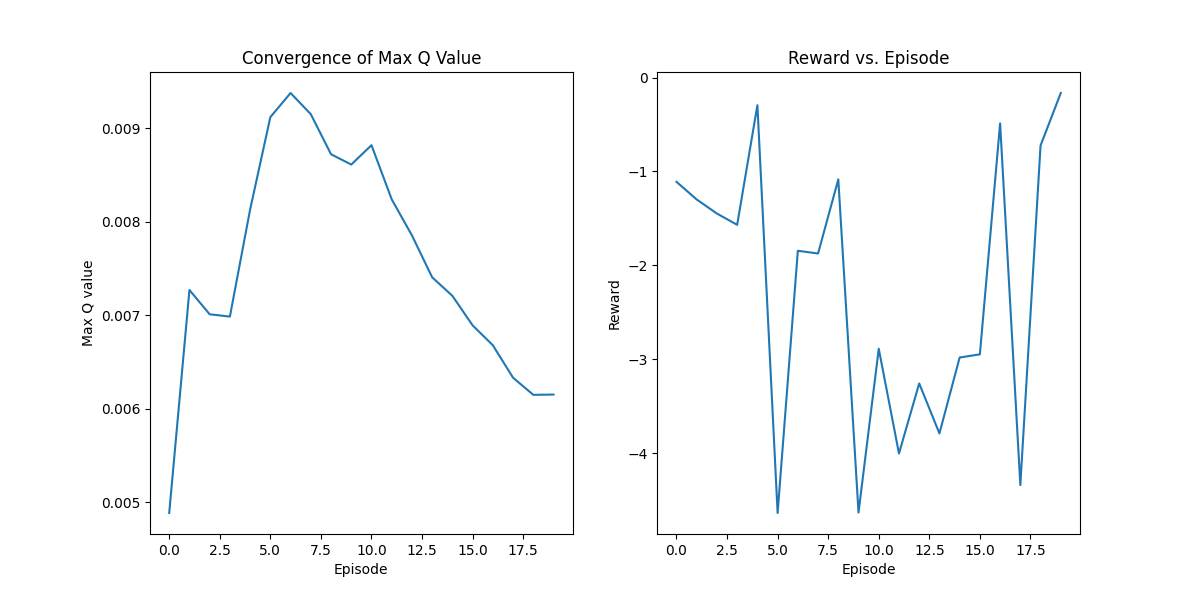 Convergence of Max Q Value
Max Q value
0.009
0.008
0.007
0.006
0.005
0.0 2.5 5.0 7.5 10.0 12.5 15.0 17.5
Episode
Reward vs. Episode
Reward
0
−1
−2
−3
−4
0.0 2.5 5.0 7.5 10.0 12.5 15.0 17.5
Episode